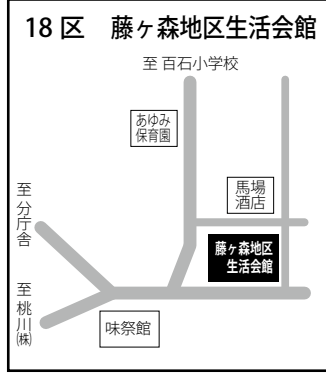 18区　藤ヶ森地区生活会館
至 百石小学校
あゆみ
保育園
馬場
酒店
至 分庁舎
藤ヶ森地区
生活会館
至 桃川㈱
味祭館